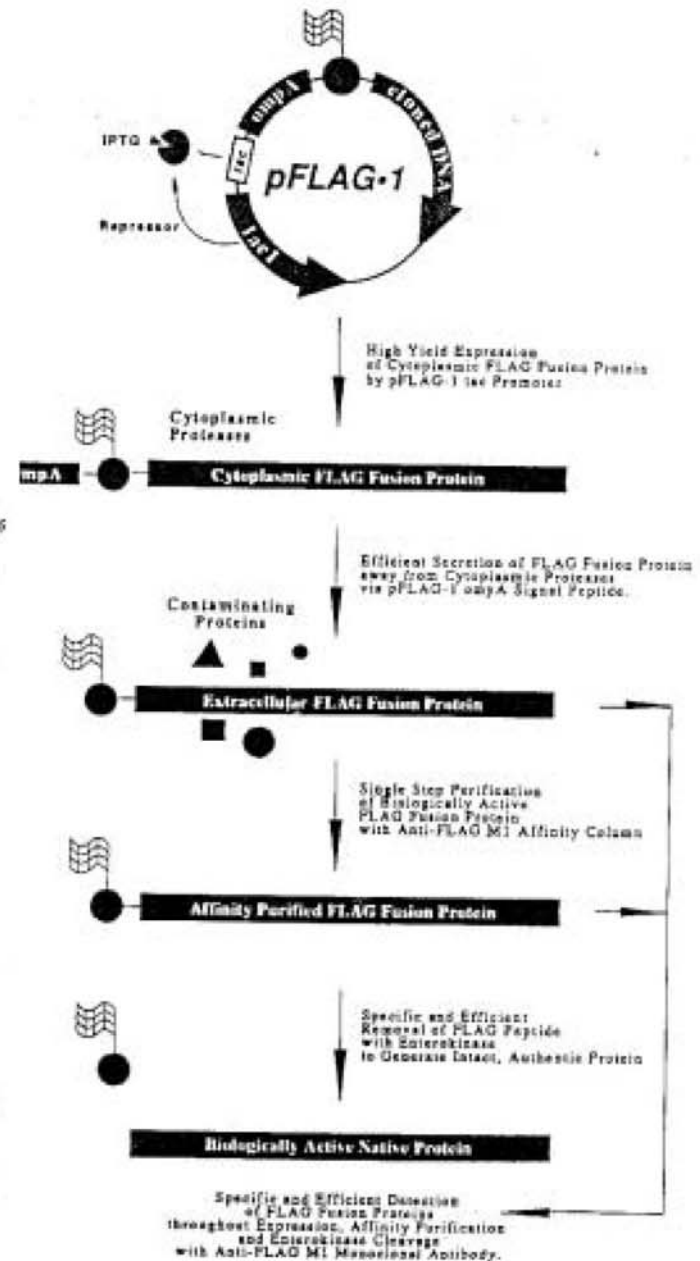 ompA
cloned DNA
IPTG
tac
pFLAG•1
Repressor
lacI
High Yield Expression
of Cytoplasmic FLAG Fusion Protein
by pFLAG-1 tac Promoter
Cytoplasmic
Proteases
mpA
Cytoplasmic FLAG Fusion Protein
Efficient Secretion of FLAG Fusion Protein
away from Cytoplasmic Proteases
via pFLAG-1 ompA Signal Peptide.
Contaminating
Proteins
Extracellular FLAG Fusion Protein
Single Step Purification
of Biologically Active
FLAG Fusion Protein
with Anti-FLAG M1 Affinity Column
Affinity Purified FLAG Fusion Protein
Specific and Efficient
Removal of FLAG Peptide
with Enterokinase
to Generate Intact, Authentic Protein
Biologically Active Native Protein
Specific and Efficient Detection
of FLAG Fusion Proteins
throughout Expression, Affinity Purification
and Enterokinase Cleavage
with Anti-FLAG M1 Monoclonal Antibody.